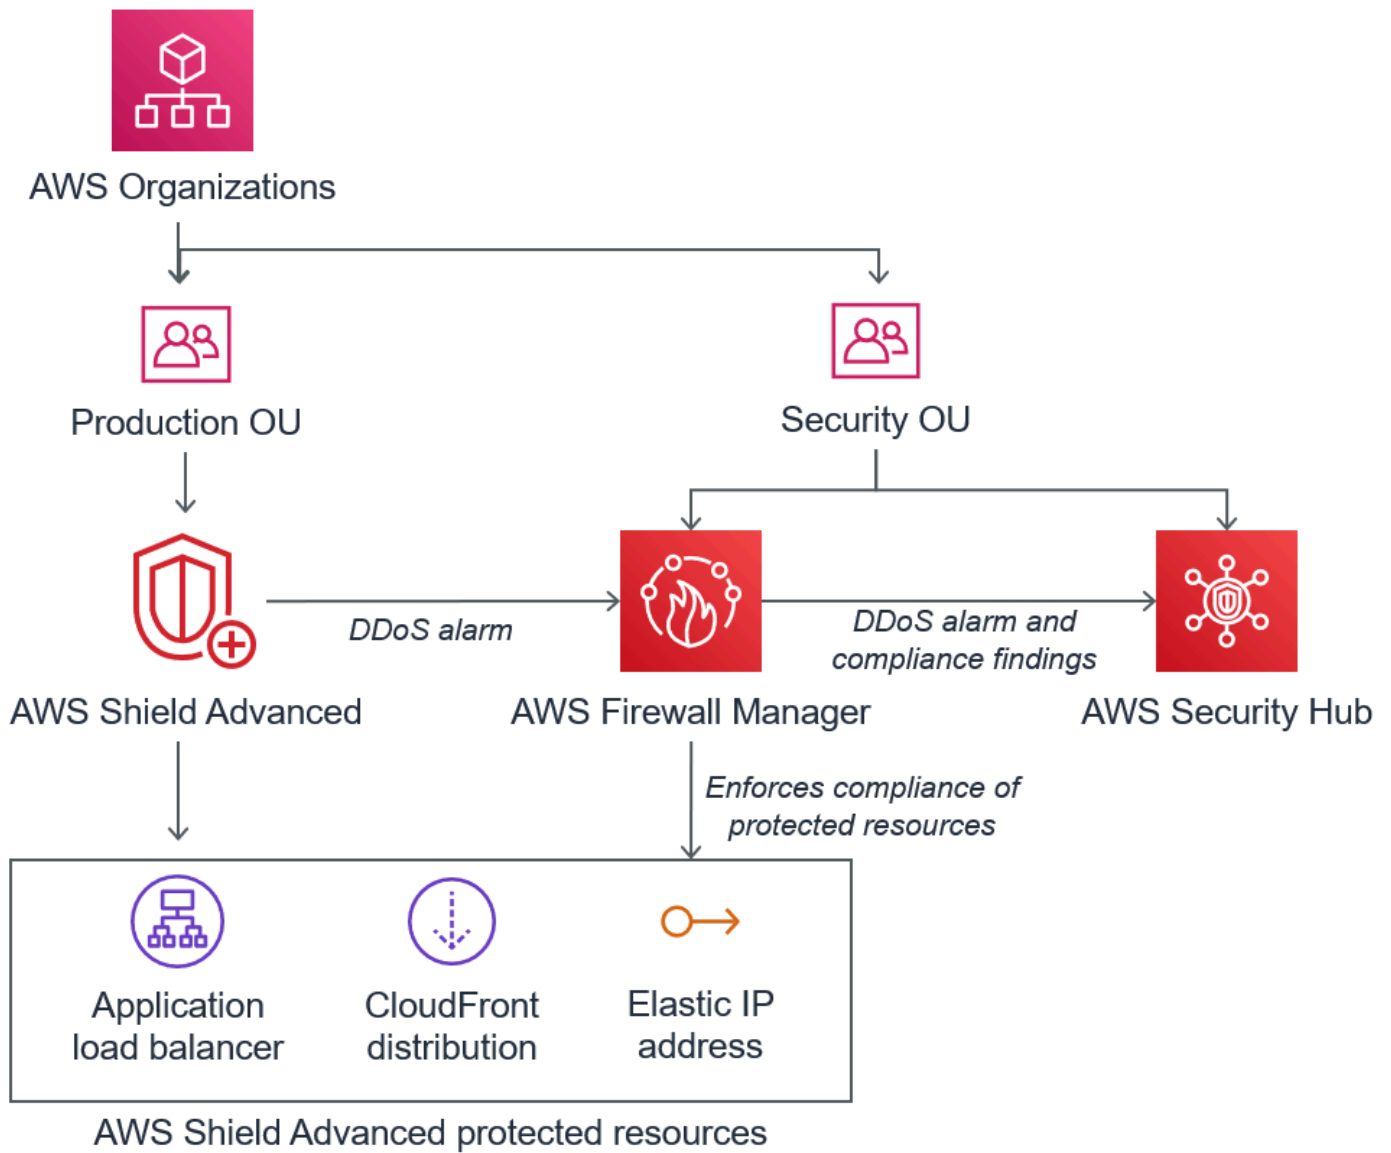 AWS Organizations
Production OU
Security OU
DDoS alarm
DDoS alarm and
compliance findings
AWS Shield Advanced
AWS Firewall Manager
AWS Security Hub
Enforces compliance of
protected resources
Application
load balancer
CloudFront
distribution
Elastic IP
address
AWS Shield Advanced protected resources